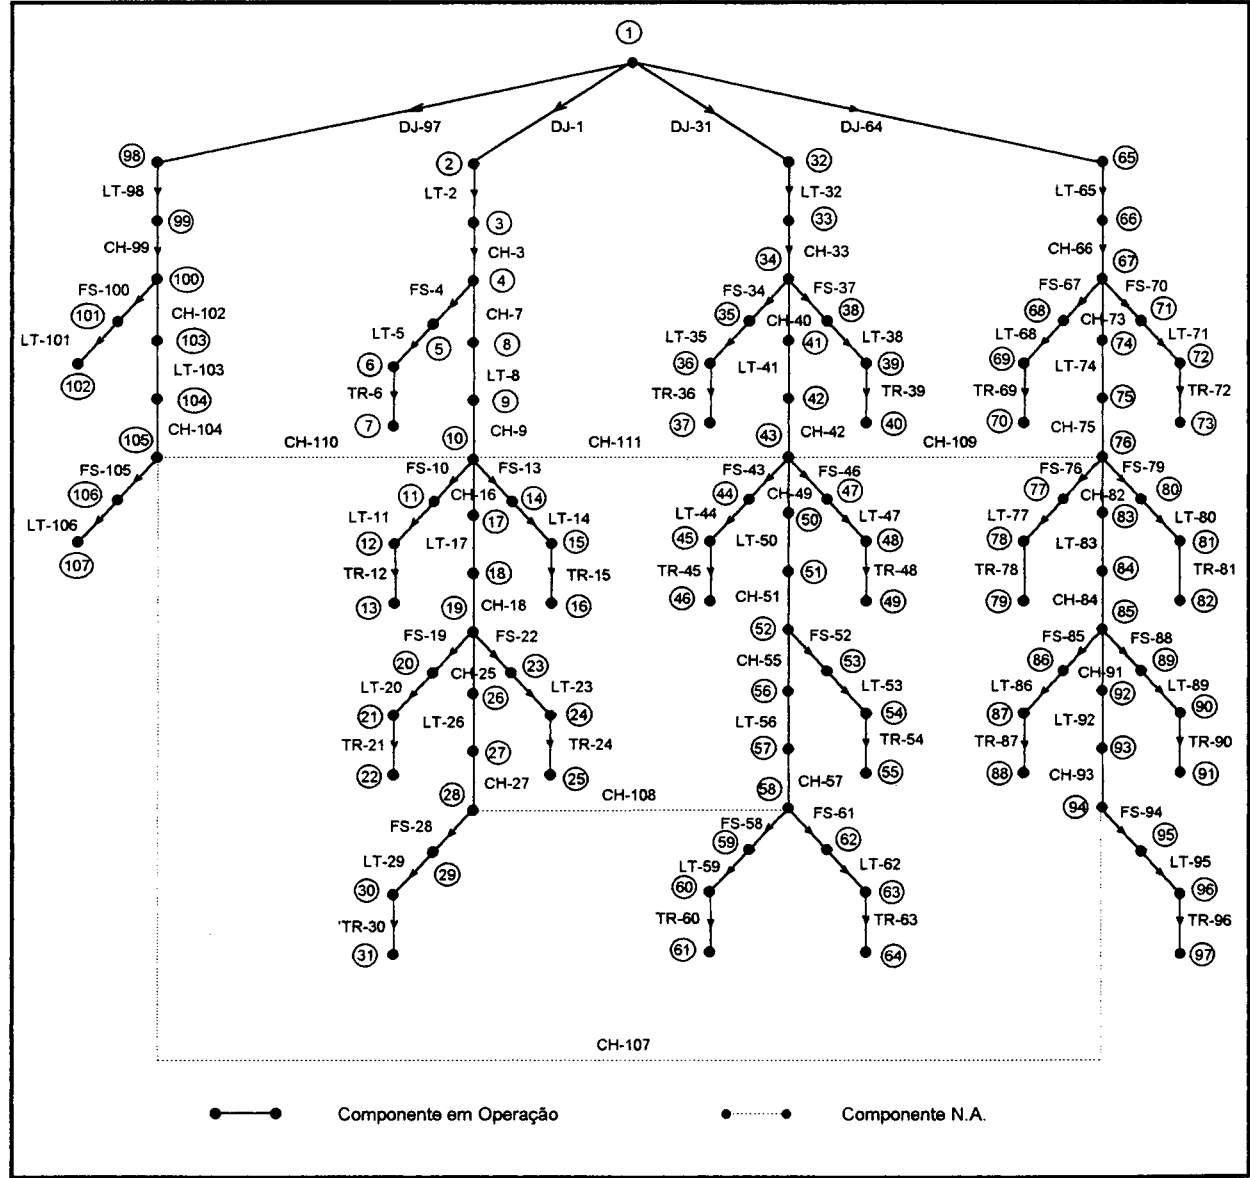 1
DJ-97 DJ-1 DJ-31 DJ-64
98 2 32 65
LT-98 LT-2 LT-32 LT-65
99 3 33 66
CH-99 CH-3 CH-33 CH-66
100 4 34 67
FS-100 FS-4 FS-34 FS-37 FS-67 FS-70
101 CH-102 5 CH-7 35 CH-40 38 68 CH-73 71
LT-101 103 LT-5 8 LT-35 41 LT-38 LT-68 74 LT-71
102 LT-103 6 LT-8 36 LT-41 39 69 LT-74 72
104 TR-6 9 TR-36 42 TR-39 TR-69 75 TR-72
CH-104 7 CH-9 37 CH-42 40 70 CH-75 73
105 CH-110 10 CH-111 43 CH-109 76
FS-105 FS-10 FS-13 FS-43 FS-46 FS-76 FS-79
106 11 CH-16 14 44 CH-49 47 77 CH-82 80
LT-106 LT-11 17 LT-14 LT-44 50 LT-47 LT-77 83 LT-80
107 12 LT-17 15 45 LT-50 48 78 LT-83 81
TR-12 18 TR-15 TR-45 51 TR-48 TR-78 84 TR-81
13 CH-18 16 46 CH-51 49 79 CH-84 82
19 52 85
FS-19 FS-22 FS-52 FS-85 FS-88
20 CH-25 23 CH-55 53 86 CH-91 89
LT-20 26 LT-23 56 LT-53 LT-86 92 LT-89
21 LT-26 24 LT-56 54 87 LT-92 90
TR-21 27 TR-24 57 TR-54 TR-87 93 TR-90
22 CH-27 25 CH-57 55 88 CH-93 91
28 CH-108 58 94
FS-28 FS-58 FS-61 FS-94
LT-29 29 59 62 95
30 LT-59 LT-62 LT-95
60 63 96
TR-30 TR-60 TR-63 TR-96
31 61 64 97
CH-107
Componente em Operação Componente N.A.